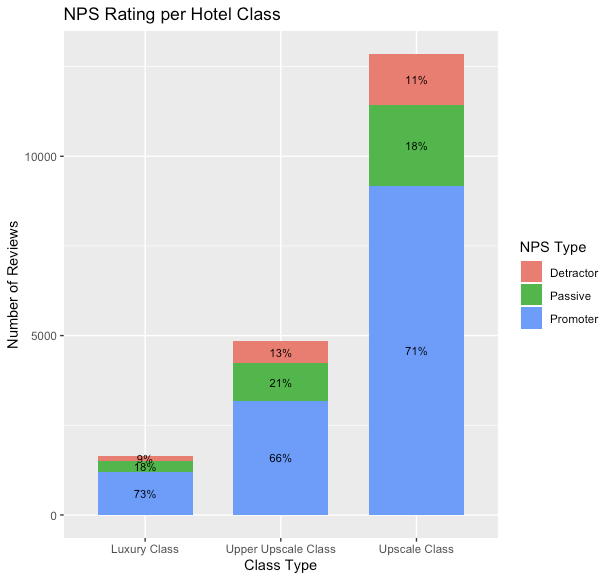 NPS Rating per Hotel Class
Number of Reviews
10000
5000
0
11%
18%
71%
13%
21%
66%
9%
18%
73%
Luxury Class
Upper Upscale Class
Upscale Class
Class Type
NPS Type
Detractor
Passive
Promoter